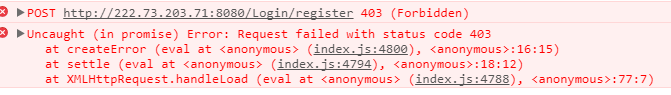 POST http://222.73.203.71:8080/Login/register 403 (Forbidden)
Uncaught (in promise) Error: Request failed with status code 403
at createError (eval at <anonymous> (index.js:4800), <anonymous>:16:15)
at settle (eval at <anonymous> (index.js:4794), <anonymous>:18:12)
at XMLHttpRequest.handleLoad (eval at <anonymous> (index.js:4788), <anonymous>:77:7)